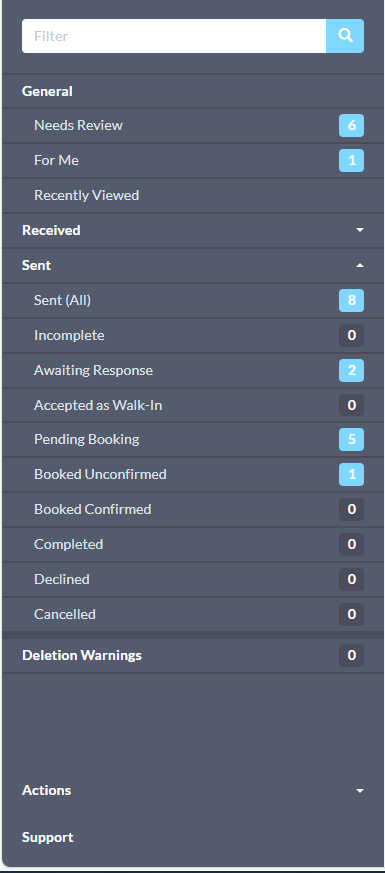 Filter
General
Needs Review 6
For Me 1
Recently Viewed
Received
Sent
Sent (All) 8
Incomplete 0
Awaiting Response 2
Accepted as Walk-In 0
Pending Booking 5
Booked Unconfirmed 1
Booked Confirmed 0
Completed 0
Declined 0
Cancelled 0
Deletion Warnings 0
Actions
Support